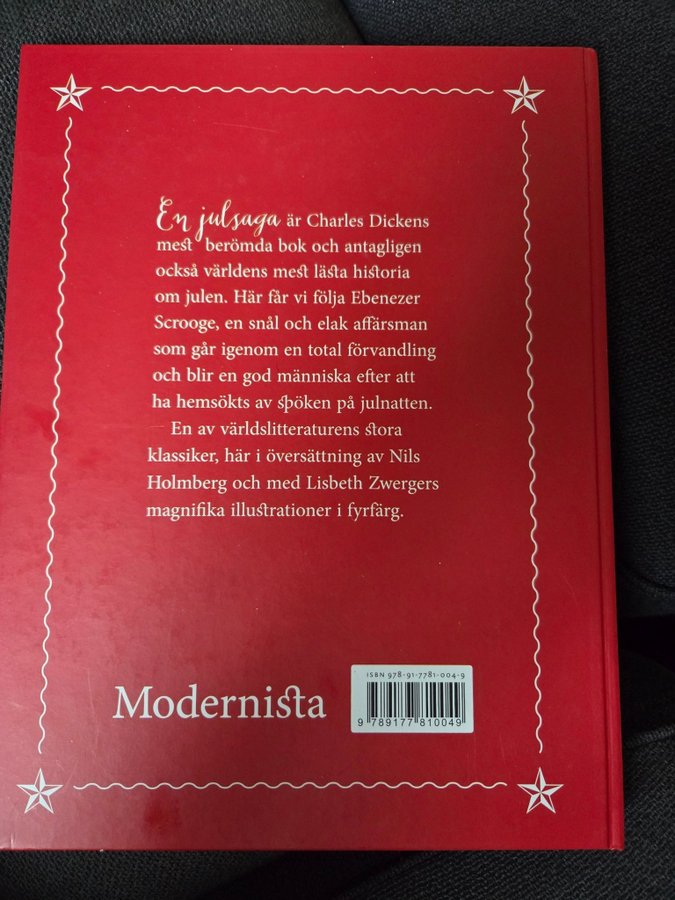 En julsaga är Charles Dickens
mest berömda bok och antagligen
också världens mest lästa historia
om julen. Här får vi följa Ebenezer
Scrooge, en snål och elak affärsman
som går igenom en total förvandling
och blir en god människa efter att
ha hemsökts av spöken på julnatten.
En av världslitteraturens stora
klassiker, här i översättning av Nils
Holmberg och med Lisbeth Zwergers
magnifika illustrationer i fyrfärg.
Modernista
ISBN 978-91-7781-004-9
9 789177 810049